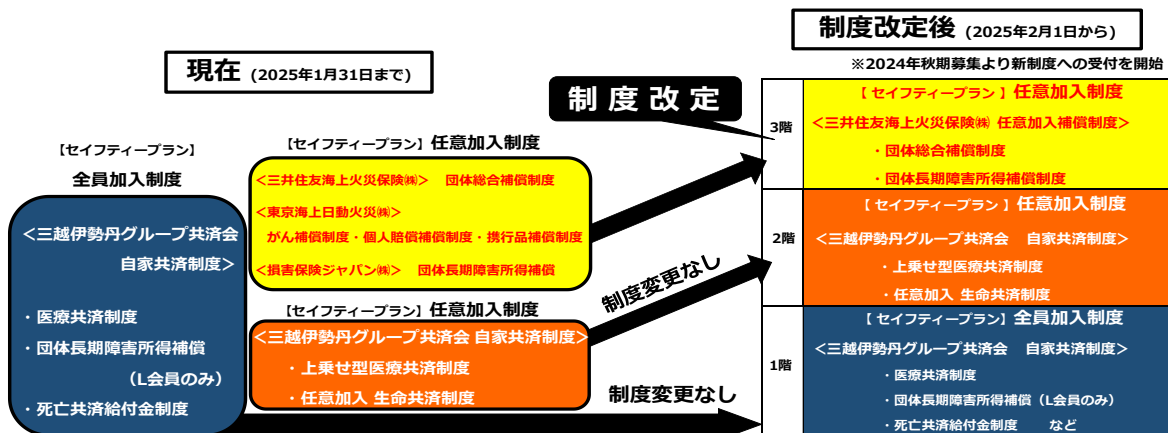 現在 (2025年1月31日まで)
【セイフティープラン】
全員加入制度
<三越伊勢丹グループ共済会
自家共済制度>
・医療共済制度
・団体長期障害所得補償
(L会員のみ)
・死亡共済給付金制度
【セイフティープラン】 任意加入制度
<三井住友海上火災保険㈱> 団体総合補償制度
<東京海上日動火災㈱>
がん補償制度・個人賠償補償制度・携行品補償制度
<損害保険ジャパン㈱> 団体長期障害所得補償
【セイフティープラン】 任意加入制度
<三越伊勢丹グループ共済会 自家共済制度>
・上乗せ型医療共済制度
・任意加入 生命共済制度
制度改定
制度変更なし
制度変更なし
制度改定後 (2025年2月1日から)
※2024年秋期募集より新制度への受付を開始
3階
【 セイフティープラン 】 任意加入制度
<三井住友海上火災保険㈱ 任意加入補償制度>
・団体総合補償制度
・団体長期障害所得補償制度
2階
【 セイフティープラン 】 任意加入制度
<三越伊勢丹グループ共済会 自家共済制度>
・上乗せ型医療共済制度
・任意加入 生命共済制度
1階
【 セイフティープラン】 全員加入制度
<三越伊勢丹グループ共済会 自家共済制度>
・医療共済制度
・団体長期障害所得補償（L会員のみ）
・死亡共済給付金制度 など